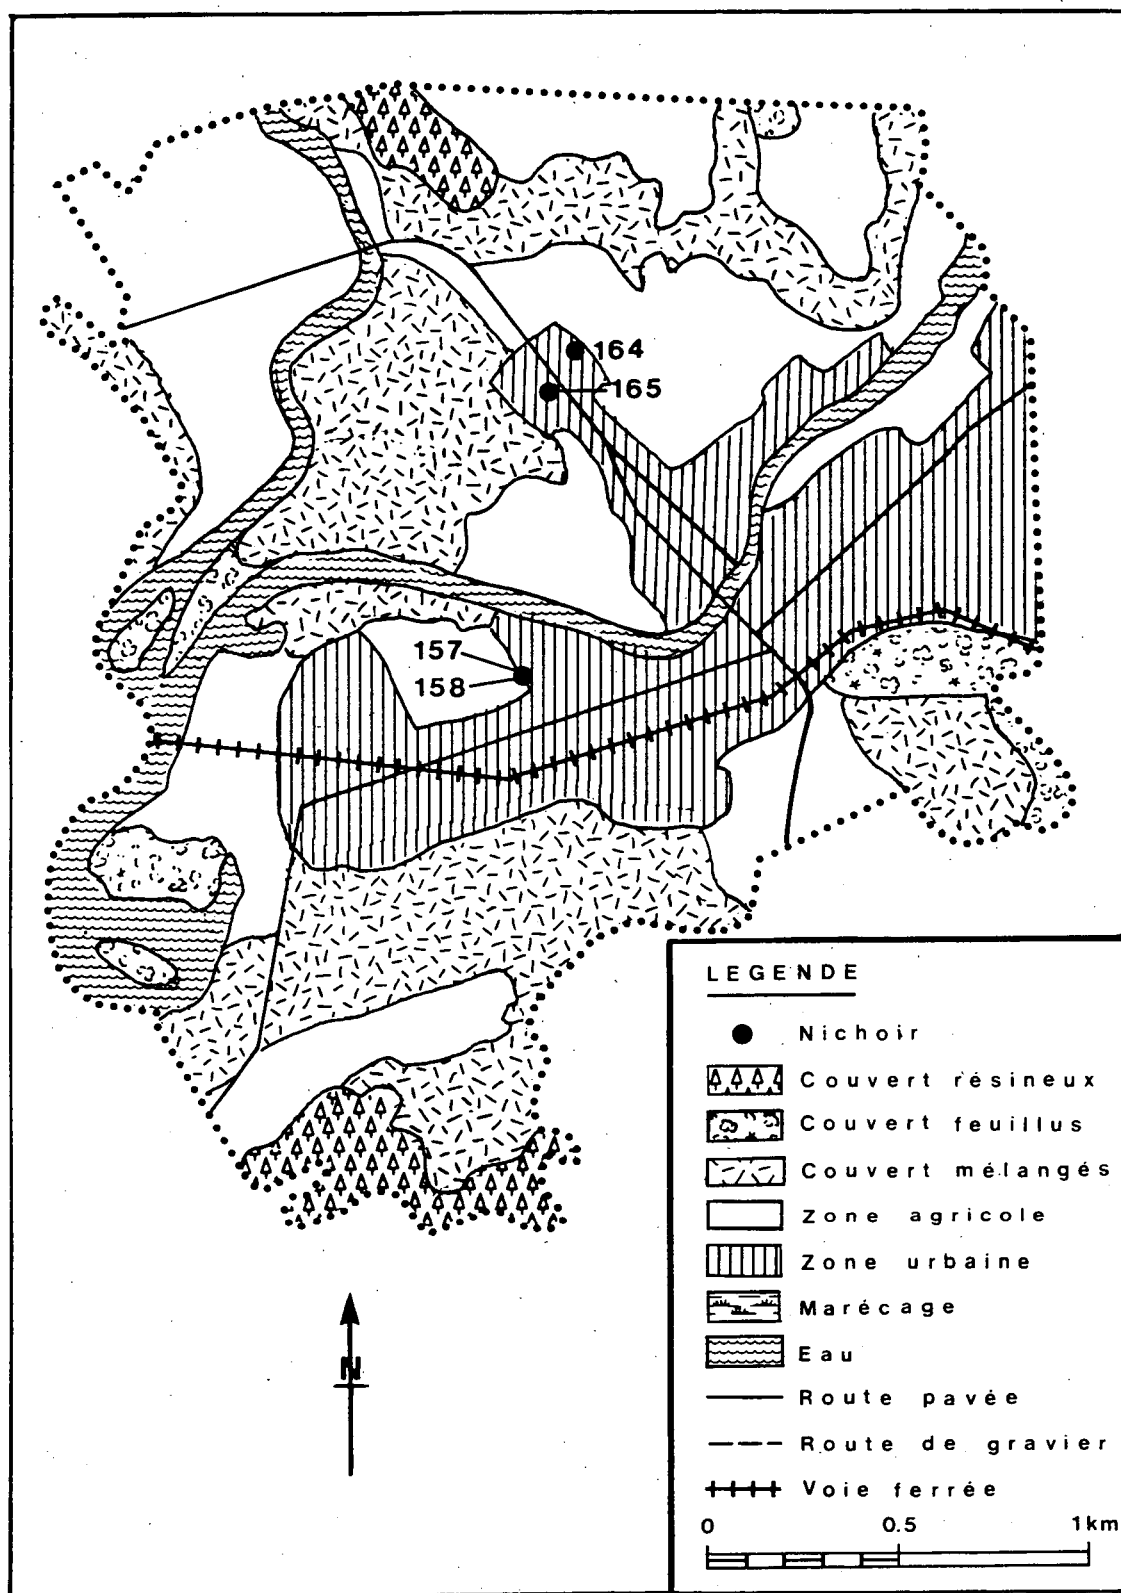 164
165
157
158
N
LEGENDE
Nichoir
Couvert résineux
Couvert feuillus
Couvert mélangés
Zone agricole
Zone urbaine
Marécage
Eau
Route pavée
Route de gravier
Voie ferrée
0 0.5 1km